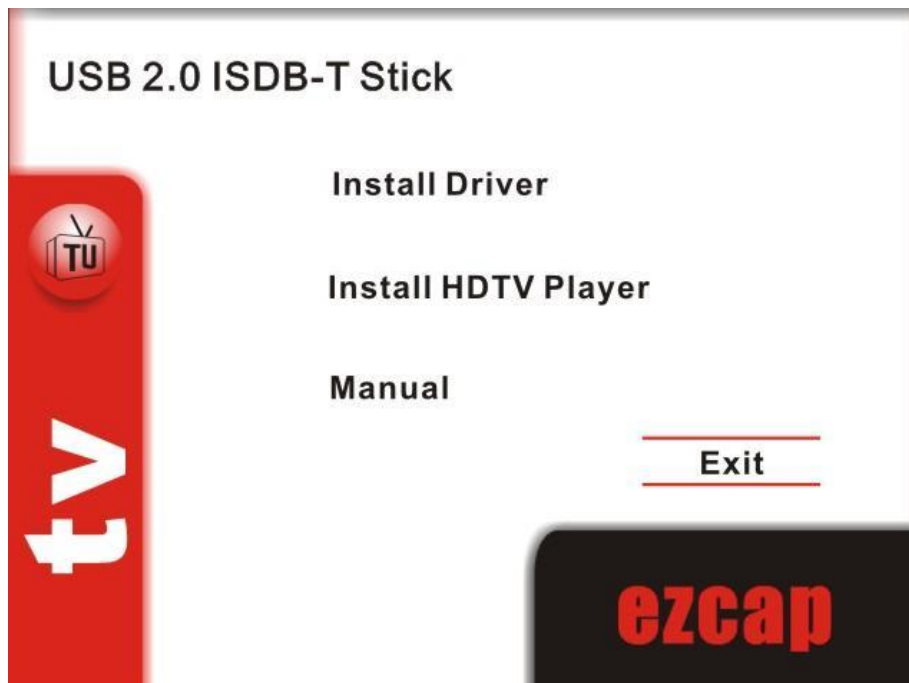 USB 2.0 ISDB-T Stick
Install Driver
TU
Install HDTV Player
Manual
tv
Exit
ezcap